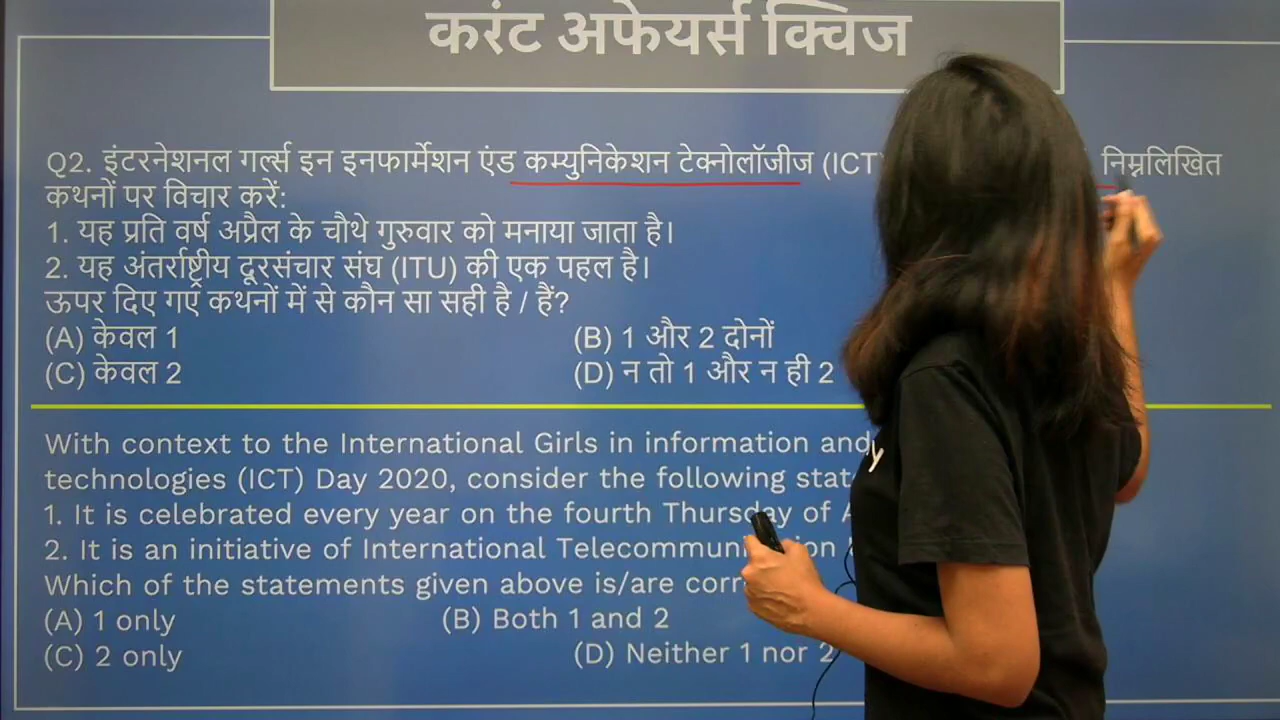 करंट अफेयर्स क्विज
Q2. इंटरनेशनल गर्ल्स इन इनफार्मेशन एंड कम्युनिकेशन टेक्नोलॉजीज (ICT) निम्नलिखित
कथनों पर विचार करें:
1. यह प्रति वर्ष अप्रैल के चौथे गुरुवार को मनाया जाता है।
2. यह अंतर्राष्ट्रीय दूरसंचार संघ (ITU) की एक पहल है।
ऊपर दिए गए कथनों में से कौन सा सही है / हैं?
(A) केवल 1 (B) 1 और 2 दोनों
(C) केवल 2 (D) न तो 1 और न ही 2
With context to the International Girls in information and
technologies (ICT) Day 2020, consider the following
1. It is celebrated every year on the fourth Thursday of
2. It is an initiative of International
Which of the statements given above is/are
(A) 1 only (B) Both 1 and 2
(C) 2 only (D) Neither 1 nor 2